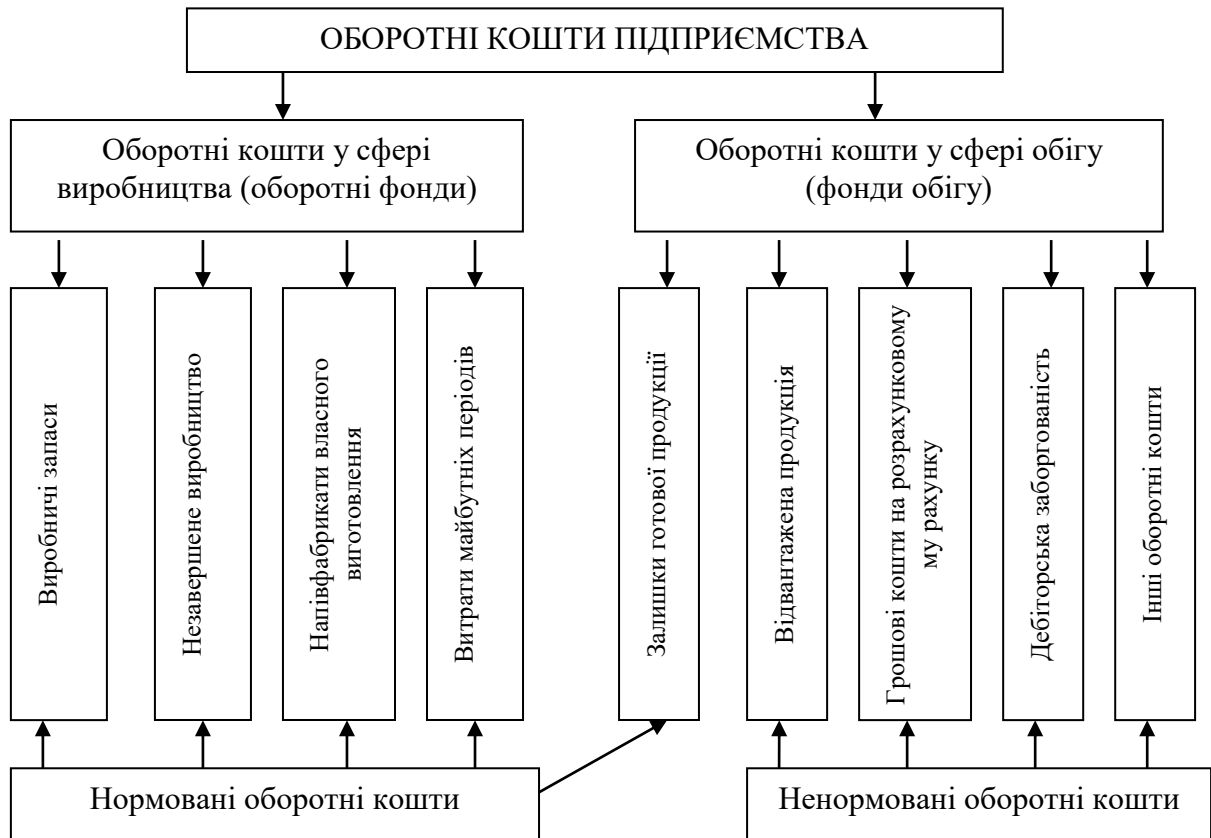 ОБОРОТНІ КОШТИ ПІДПРИЄМСТВА
Оборотні кошти у сфері
виробництва (оборотні фонди)
Оборотні кошти у сфері обігу
(фонди обігу)
Виробничі запаси
Незавершене виробництво
Напівфабрикати власного
виготовлення
Витрати майбутніх періодів
Залишки готової продукції
Відвантажена продукція
Грошові кошти на розрахунковому
му рахунку
Дебіторська заборгованість
Інші оборотні кошти
Нормовані оборотні кошти
Ненормовані оборотні кошти